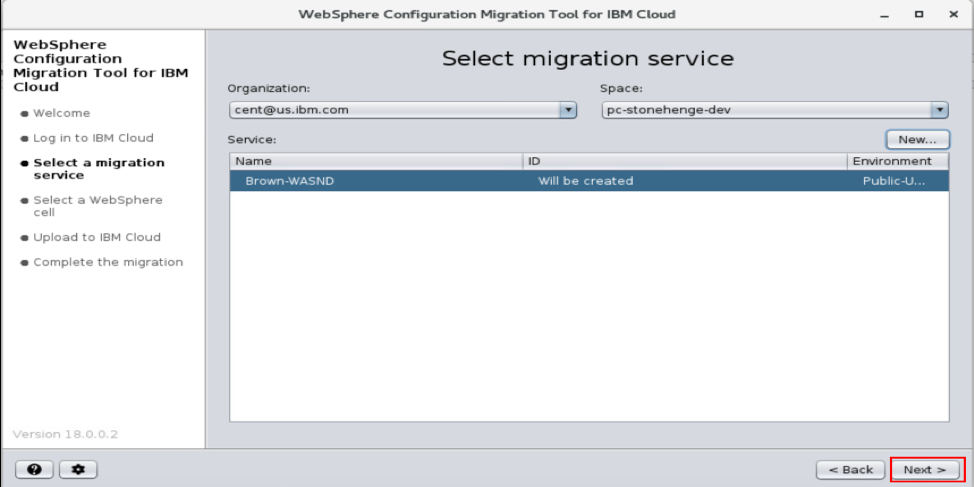 WebSphere Configuration Migration Tool for IBM Cloud
WebSphere
Configuration
Migration Tool for IBM
Cloud
Welcome
Log in to IBM Cloud
Select a migration
service
Select a WebSphere
cell
Upload to IBM Cloud
Complete the migration
Version 18.0.0.2
Select migration service
Organization: Space:
cent@us.ibm.com pc-stonehenge-dev
Service: New...
Name ID Environment
Brown-WASND Will be created Public-U...
? < Back Next >